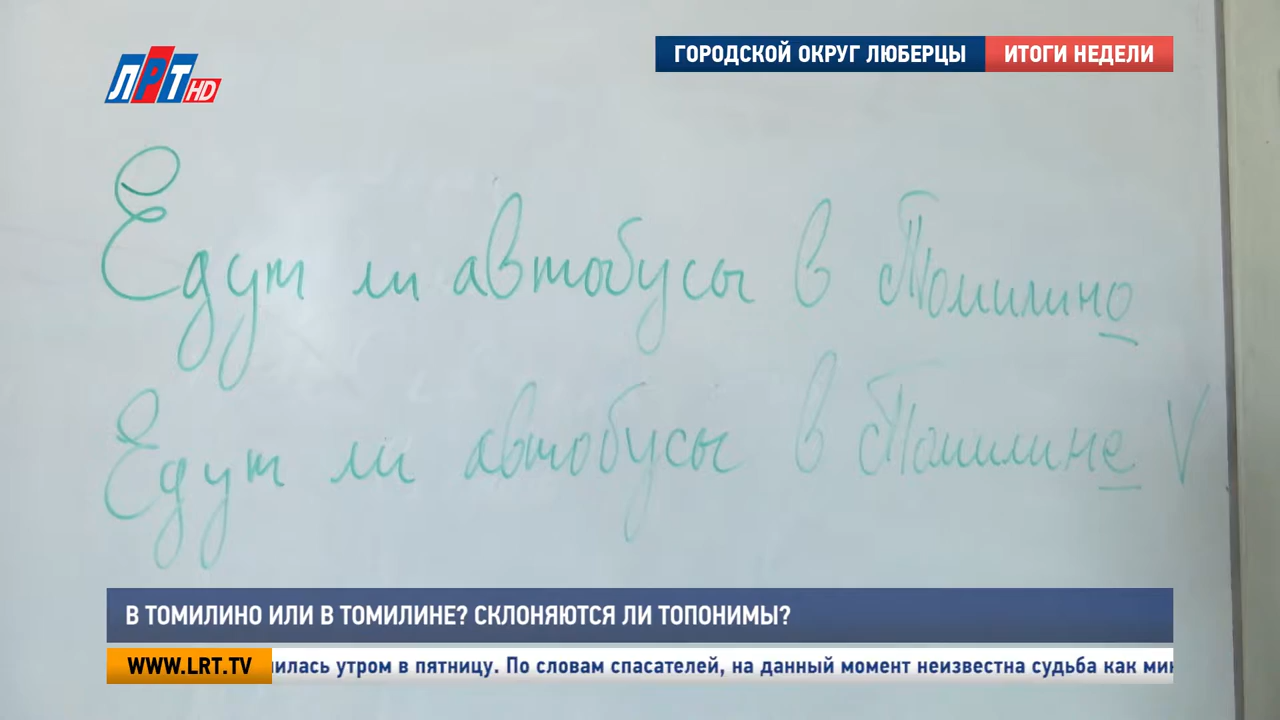 ЛРТ HD
ГОРОДСКОЙ ОКРУГ ЛЮБЕРЦЫ ИТОГИ НЕДЕЛИ
Едут ли автобусы в Томилино
Едут ли автобусы в Томилине V
В ТОМИЛИНО ИЛИ В ТОМИЛИНЕ? СКЛОНЯЮТСЯ ЛИ ТОПОНИМЫ?
WWW.LRT.TV илась утром в пятницу. По словам спасателей, на данный момент неизвестна судьба как